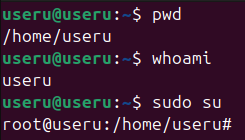 useru@useru:~$ pwd
/home/useru
useru@useru:~$ whoami
useru
useru@useru:~$ sudo su
root@useru:/home/useru#